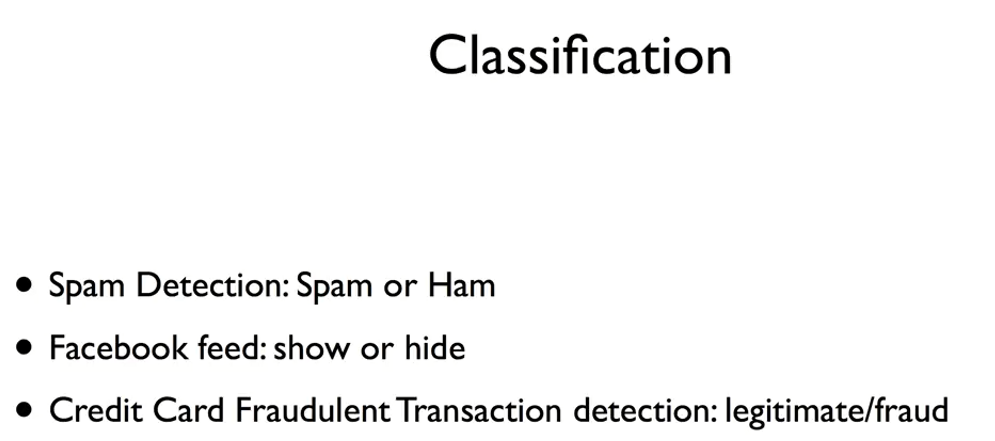 Classification
• Spam Detection: Spam or Ham
• Facebook feed: show or hide
• Credit Card Fraudulent Transaction detection: legitimate/fraud